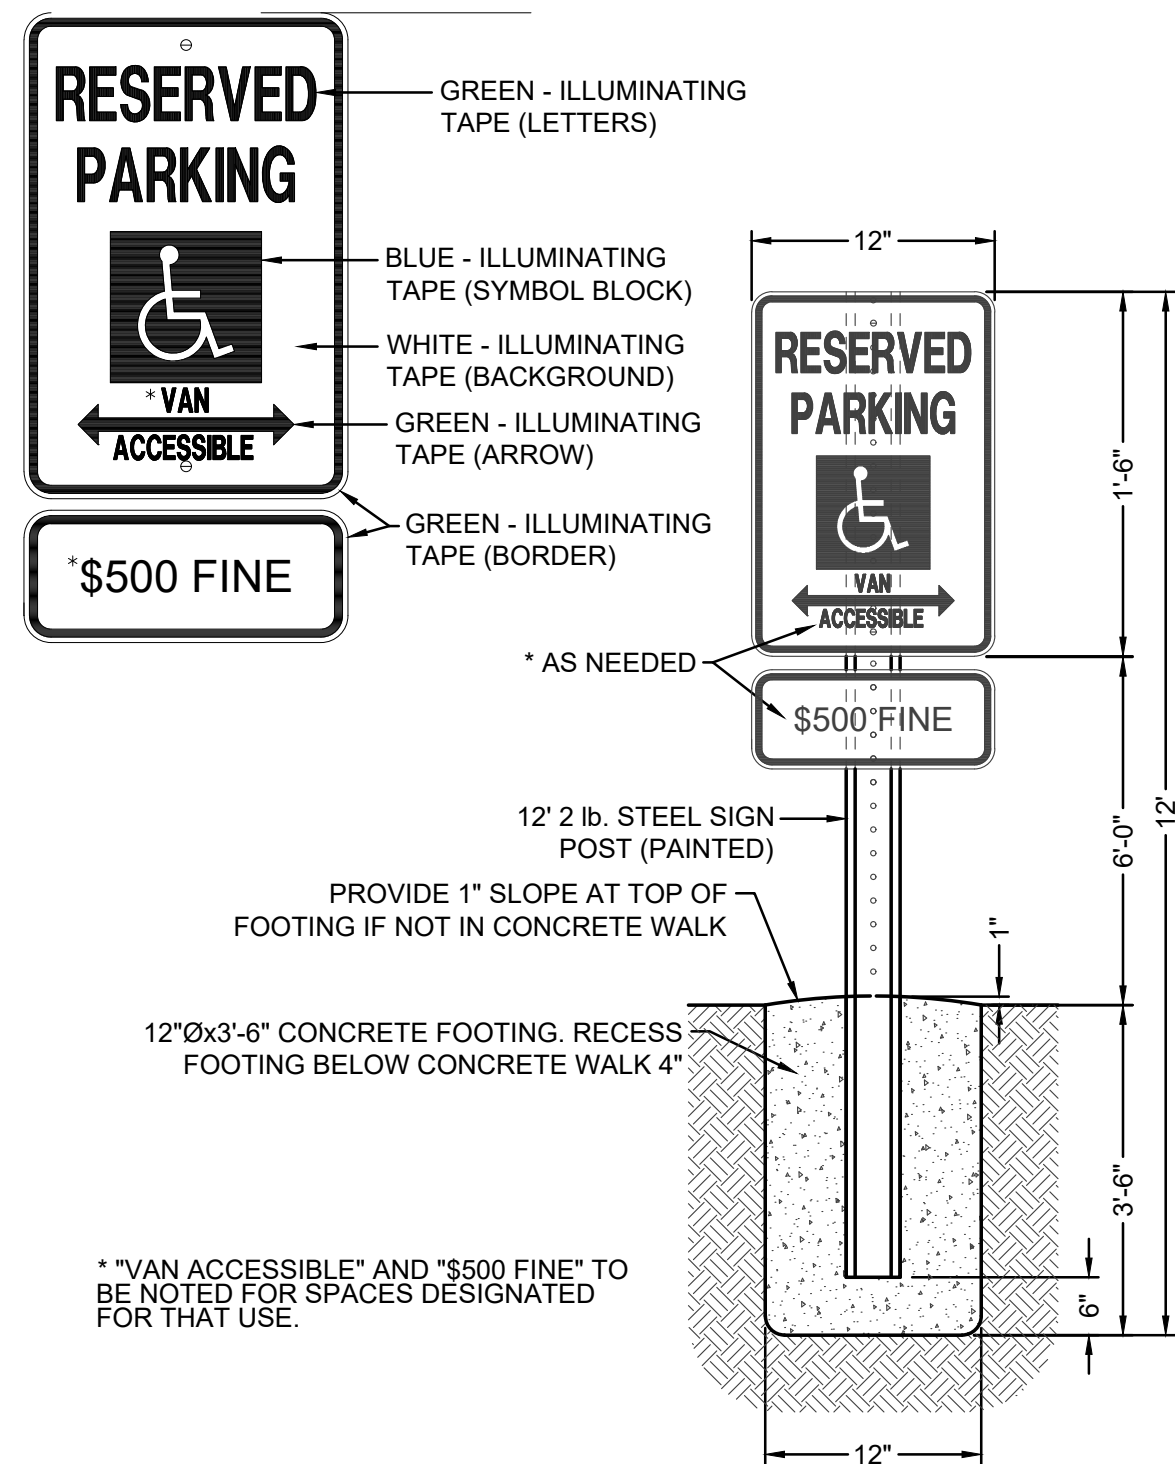 RESERVED
PARKING
* VAN
ACCESSIBLE
*$500 FINE
GREEN - ILLUMINATING
TAPE (LETTERS)
BLUE - ILLUMINATING
TAPE (SYMBOL BLOCK)
WHITE - ILLUMINATING
TAPE (BACKGROUND)
GREEN - ILLUMINATING
TAPE (ARROW)
GREEN - ILLUMINATING
TAPE (BORDER)
12"
RESERVED
PARKING
VAN
ACCESSIBLE
$500 FINE
* AS NEEDED
1'-6"
6'-0"
12'
12' 2 lb. STEEL SIGN
POST (PAINTED)
PROVIDE 1" SLOPE AT TOP OF
FOOTING IF NOT IN CONCRETE WALK
1"
12"Øx3'-6" CONCRETE FOOTING. RECESS
FOOTING BELOW CONCRETE WALK 4"
3'-6"
6"
12"
* "VAN ACCESSIBLE" AND "$500 FINE" TO
BE NOTED FOR SPACES DESIGNATED
FOR THAT USE.